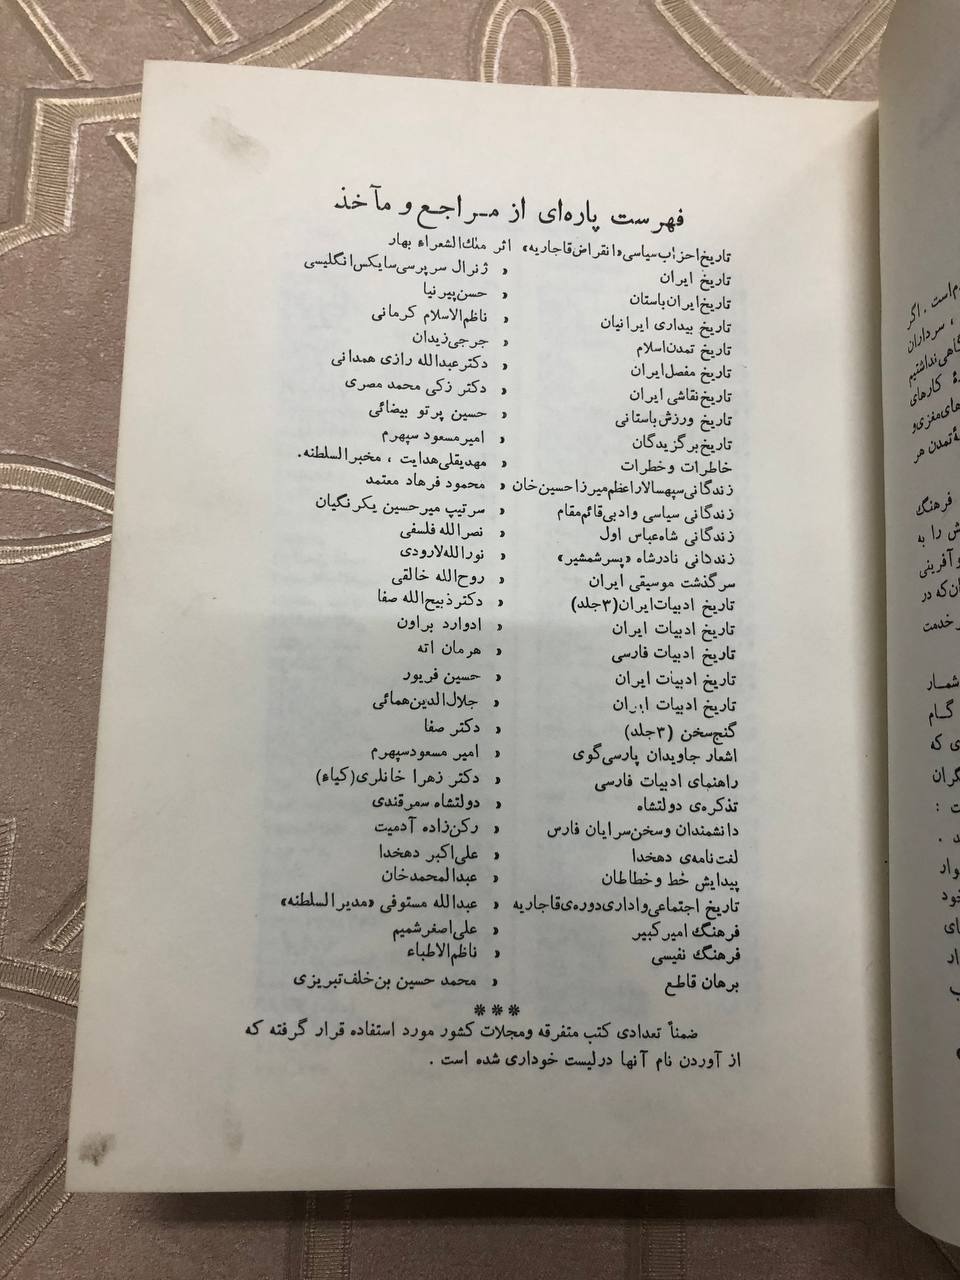 فهرست پاره‌ای از مـراجـع و مآخذ
تاریخ احزاب سیاسی «انقراض قاجاریه» اثر ملك‌الشعراء بهار
تاریخ ایران » ژنرال سرپرسی سایکس انگلیسی
تاریخ ایران باستان » حسن پیرنیا
تاریخ بیداری ایرانیان » ناظم‌الاسلام کرمانی
تاریخ تمدن اسلام » جرجی زیدان
تاریخ مفصل ایران » دکتر عبدالله رازی همدانی
تاریخ نقاشی ایران » دکتر زکی محمد مصری
تاریخ ورزش باستانی » حسین پرتو بیضائی
تاریخ برگزیدگان » امیر مسعود سپهرم
خاطرات و خطرات » مهدیقلی هدایت ، مخبرالسلطنه.
زندگانی سپهسالار اعظم میرزا حسین خان » محمود فرهاد معتمد
زندگانی سیاسی و ادبی قائم مقام » سرتیپ میر حسین یکرنگیان
زندگانی شاه عباس اول » نصرالله فلسفی
زندگانی نادرشاه «پسر شمشیر» » نورالله لارودی
سرگذشت موسیقی ایران » روح‌الله خالقی
تاریخ ادبیات ایران (۳ جلد) » دکتر ذبیح‌الله صفا
تاریخ ادبیات ایران » ادوارد براون
تاریخ ادبیات فارسی » هرمان اته
تاریخ ادبیات ایران » حسین فریور
تاریخ ادبیات ایران » جلال‌الدین همائی
گنج سخن (۳ جلد) » دکتر صفا
اشعار جاویدان پارسی گوی » امیر مسعود سپهرم
راهنمای ادبیات فارسی » دکتر زهرا خانلری (کیاء)
تذکره‌ی دولتشاه » دولتشاه سمرقندی
دانشمندان و سخن سرایان فارس » رکن‌زاده آدمیت
لغت‌نامه‌ی دهخدا » علی اکبر دهخدا
پیدایش خط و خطاطان » عبدالمحمد خان
تاریخ اجتماعی و اداری دوره‌ی قاجاریه » عبدالله مستوفی «مدیر السلطنه»
فرهنگ امیر کبیر » علی اصغر شمیم
فرهنگ نفیسی » ناظم‌الاطباء
برهان قاطع » محمد حسین بن خلف تبریزی
***
ضمناً تعدادی کتب متفرقه و مجلات کشور مورد استفاده قرار گرفته که
از آوردن نام آنها در لیست خودداری شده است .